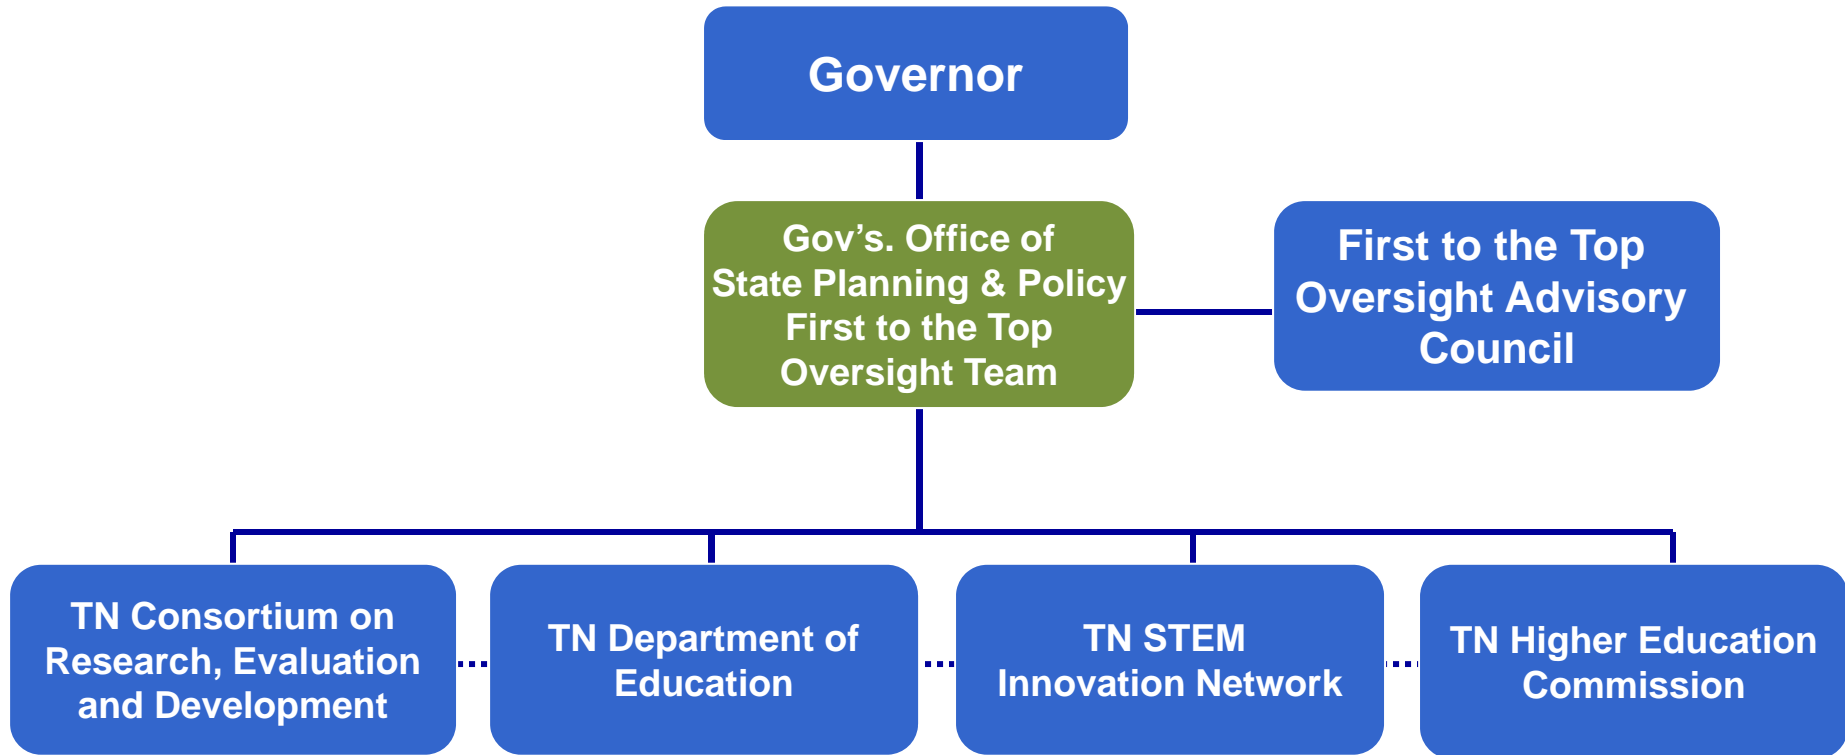 Governor
Gov’s. Office of
State Planning & Policy
First to the Top
Oversight Team
First to the Top
Oversight Advisory
Council
TN Consortium on
Research, Evaluation
and Development
TN Department of
Education
TN STEM
Innovation Network
TN Higher Education
Commission